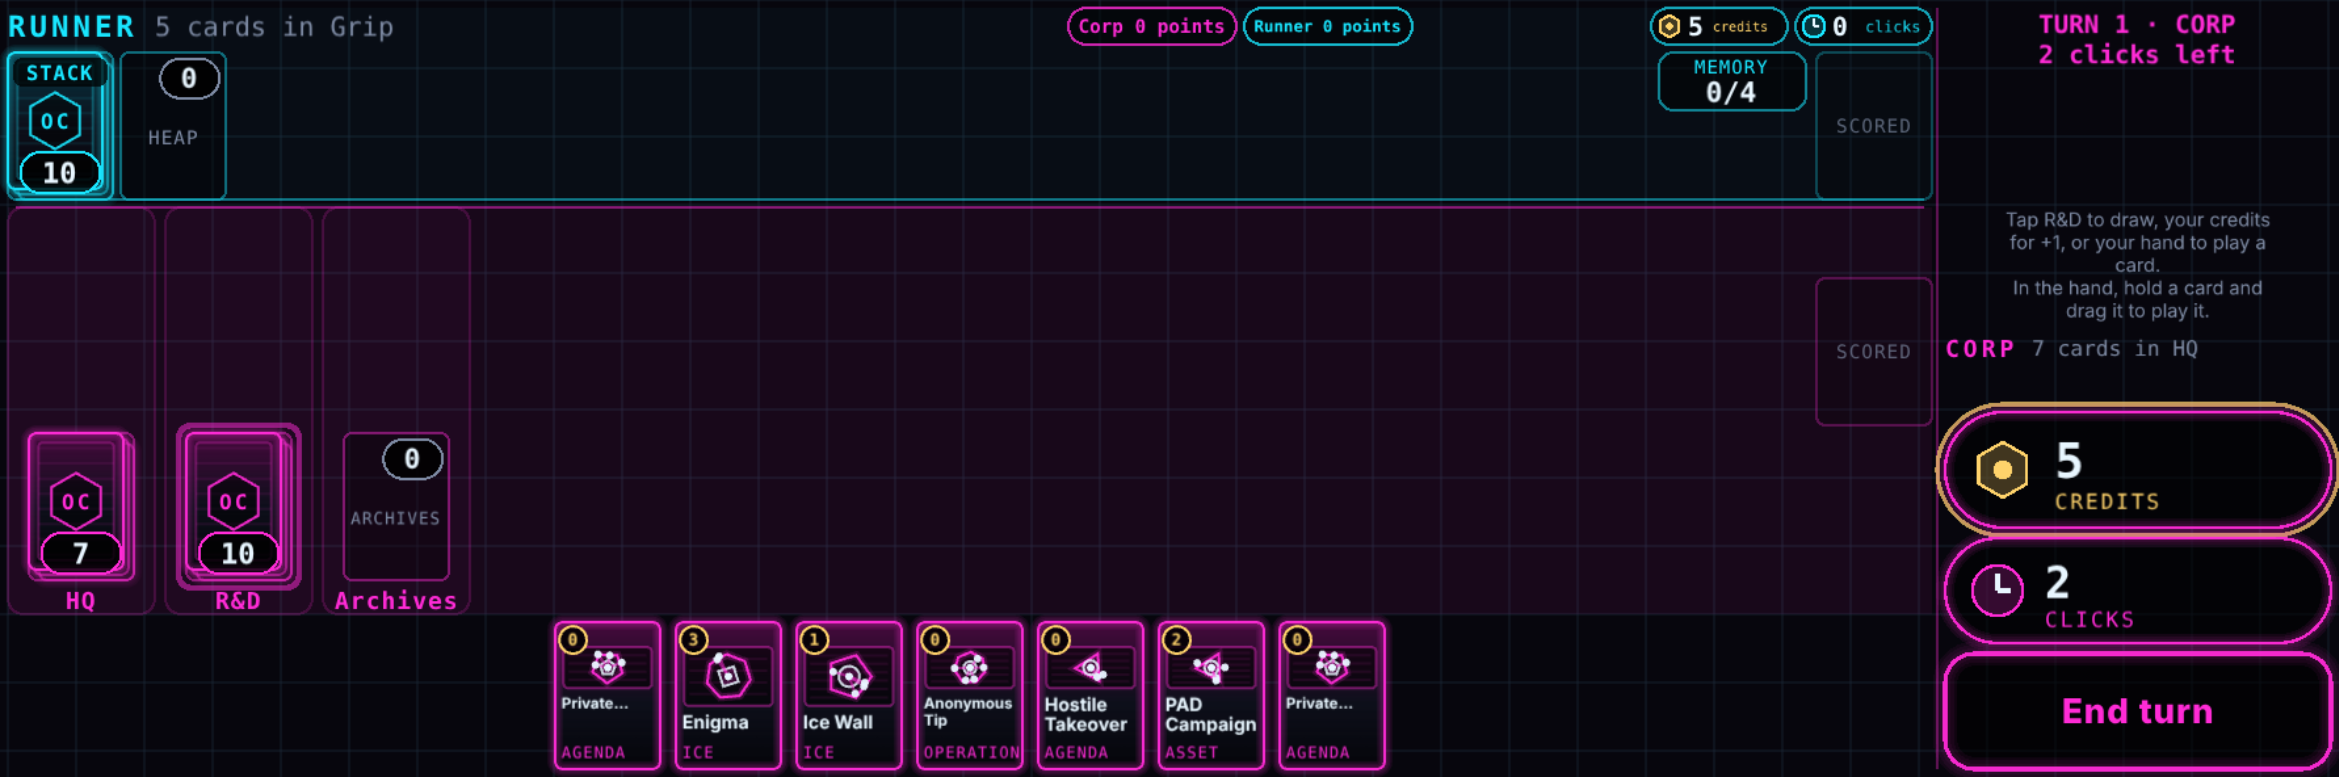 RUNNER 5 cards in Grip
Corp 0 points
Runner 0 points
5 credits
0 clicks
TURN 1 · CORP
2 clicks left
STACK
OC
10
0
HEAP
MEMORY
0/4
SCORED
Tap R&D to draw, your credits
for +1, or your hand to play a
card.
In the hand, hold a card and
drag it to play it.
SCORED
CORP 7 cards in HQ
OC
7
HQ
OC
10
R&D
0
ARCHIVES
Archives
5
CREDITS
2
CLICKS
End turn
0
Private...
AGENDA
3
Enigma
ICE
1
Ice Wall
ICE
0
Anonymous
Tip
OPERATION
0
Hostile
Takeover
AGENDA
2
PAD
Campaign
ASSET
0
Private...
AGENDA